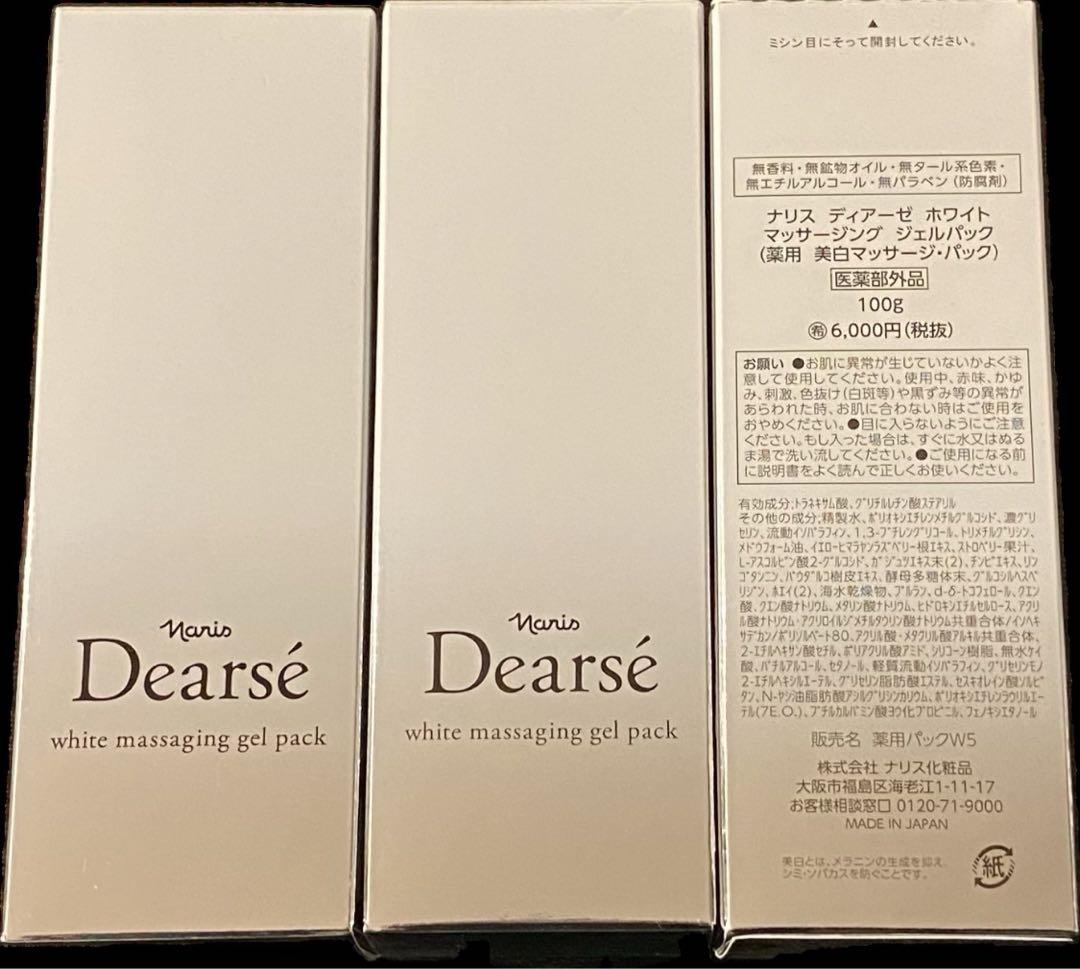 Naris
Dearsé
white massaging gel pack
Naris
Dearsé
white massaging gel pack
▲
ミシン目にそって開封してください。
無香料・無鉱物オイル・無タール系色素・
無エチルアルコール・無パラベン(防腐剤)
ナリス ディアーゼ ホワイト
マッサージング ジェルパック
(薬用 美白マッサージ・パック)
医薬部外品
100g
㊒希 6,000円(税抜)
お願い ●お肌に異常が生じていないかよく注
意して使用してください。使用中、赤味、かゆ
み、刺激、色抜け(白斑等)や黒ずみ等の異常が
あらわれた時、お肌に合わない時はご使用を
おやめください。●目に入らないようにご注意
ください。もし入った場合は、すぐに水又はぬる
ま湯で洗い流してください。●ご使用になる前
に説明書をよく読んで正しくお使いください。
有効成分;トラネキサム酸、グリチルレチン酸ステアリル
その他の成分;精製水、ポリオキシエチレンメチルグルコシド、濃グリ
セリン、流動イソパラフィン、1,3-ブチレングリコール、トリメチルグリシン、
メドウフォーム油、イエローヒマラヤンラズベリー根エキス、ストロベリー果汁、
L-アスコルビン酸2-グルコシド、ガジュツエキス末(2)、チンピエキス、リン
ゴタンニン、パウダルコ樹皮エキス、酵母多糖体末、グルコシルヘスペ
リジン、ホエイ(2)、海水乾燥物、プルラン、d-δ-トコフェロール、クエン
酸、クエン酸ナトリウム、メタリン酸ナトリウム、ヒドロキシエチルセルロース、アクリ
ル酸ナトリウム・アクリロイルジメチルタウリン酸ナトリウム共重合体/イソヘキ
サデカン/ポリソルベート80、アクリル酸・メタクリル酸アルキル共重合体、
2-エチルヘキサン酸セチル、ポリアクリル酸アミド、シリコーン樹脂、無水ケイ
酸、バチルアルコール、セタノール、軽質流動イソパラフィン、グリセリンモノ
2-エチルヘキシルエーテル、グリセリン脂肪酸エステル、セスキオレイン酸ソルビ
タン、N-ヤシ油脂肪酸アシルグリシンカリウム、ポリオキシエチレンラウリルエー
テル(7E.O.)、ブチルカルバミン酸ヨウ化プロピニル、フェノキシエタノール
販売名 薬用パックW5
株式会社 ナリス化粧品
大阪市福島区海老江1-11-17
お客様相談窓口 0120-71-9000
MADE IN JAPAN
美白とは、メラニンの生成を抑え、
シミ・ソバカスを防ぐことです。
紙